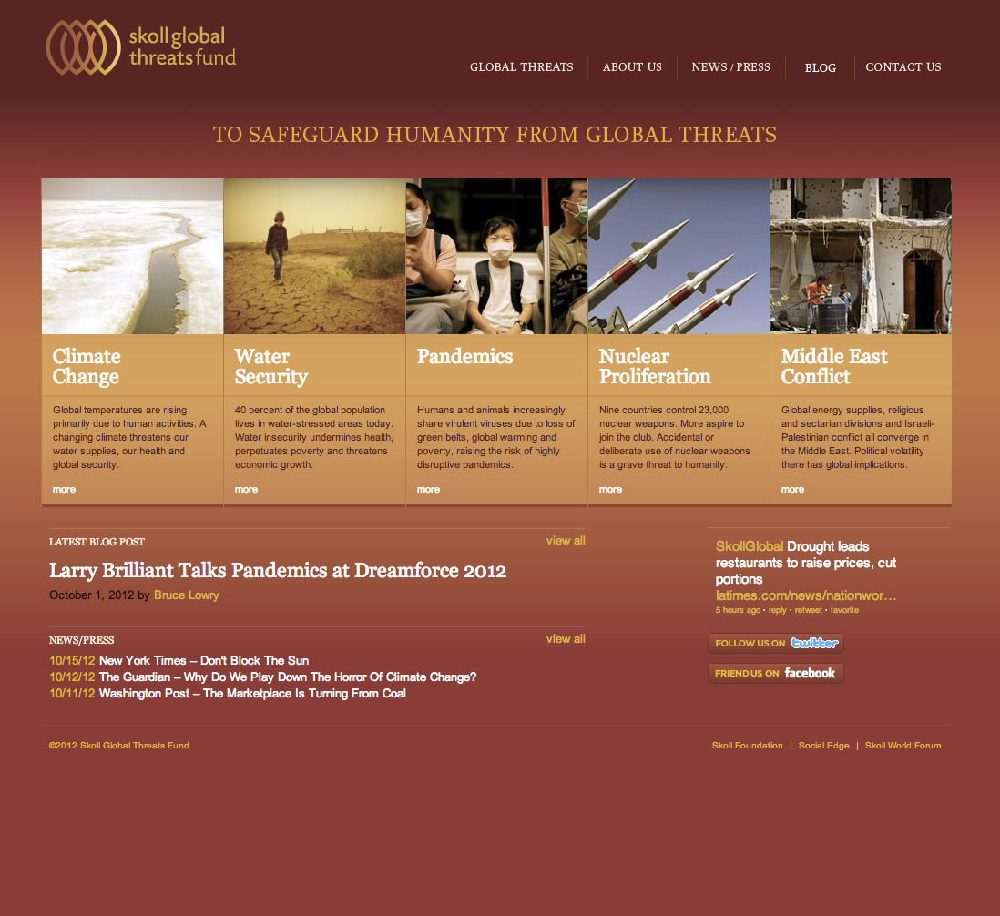 skoll global
threats fund
GLOBAL THREATS
ABOUT US
NEWS / PRESS
BLOG
CONTACT US
TO SAFEGUARD HUMANITY FROM GLOBAL THREATS
Climate
Change
Global temperatures are rising
primarily due to human activities. A
changing climate threatens our
water supplies, our health and
global security.
more
Water
Security
40 percent of the global population
lives in water-stressed areas today.
Water insecurity undermines health,
perpetuates poverty and threatens
economic growth.
more
Pandemics
Humans and animals increasingly
share virulent viruses due to loss of
green belts, global warming and
poverty, raising the risk of highly
disruptive pandemics.
more
Nuclear
Proliferation
Nine countries control 23,000
nuclear weapons. More aspire to
join the club. Accidental or
deliberate use of nuclear weapons
is a grave threat to humanity.
more
Middle East
Conflict
Global energy supplies, religious
and sectarian divisions and Israeli-
Palestinian conflict all converge in
the Middle East. Political volatility
there has global implications.
more
LATEST BLOG POST
view all
Larry Brilliant Talks Pandemics at Dreamforce 2012
October 1, 2012 by Bruce Lowry
NEWS/PRESS
view all
10/15/12 New York Times – Don't Block The Sun
10/12/12 The Guardian – Why Do We Play Down The Horror Of Climate Change?
10/11/12 Washington Post – The Marketplace Is Turning From Coal
SkollGlobal Drought leads
restaurants to raise prices, cut
portions
latimes.com/news/nationwor…
5 hours ago • reply • retweet • favorite
FOLLOW US ON twitter
FRIEND US ON facebook
©2012 Skoll Global Threats Fund
Skoll Foundation | Social Edge | Skoll World Forum